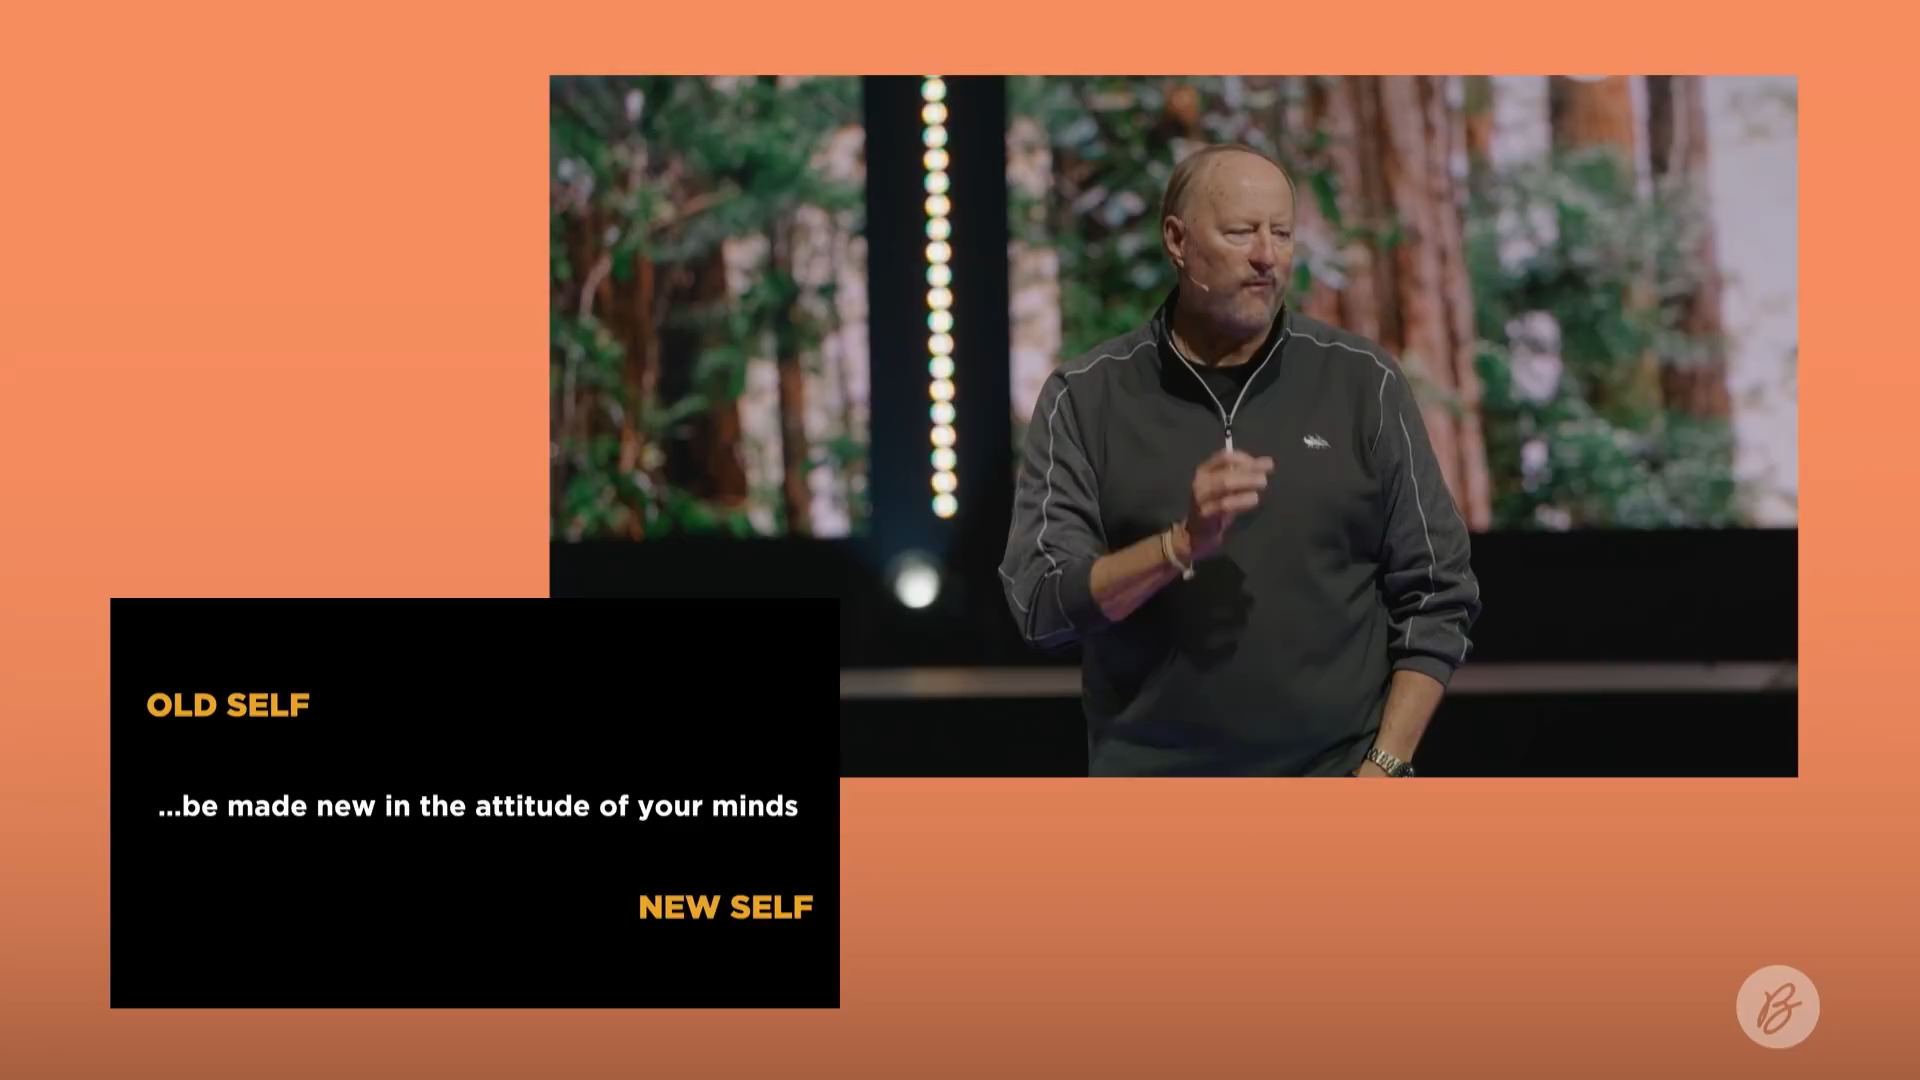 OLD SELF
...be made new in the attitude of your minds
NEW SELF
B